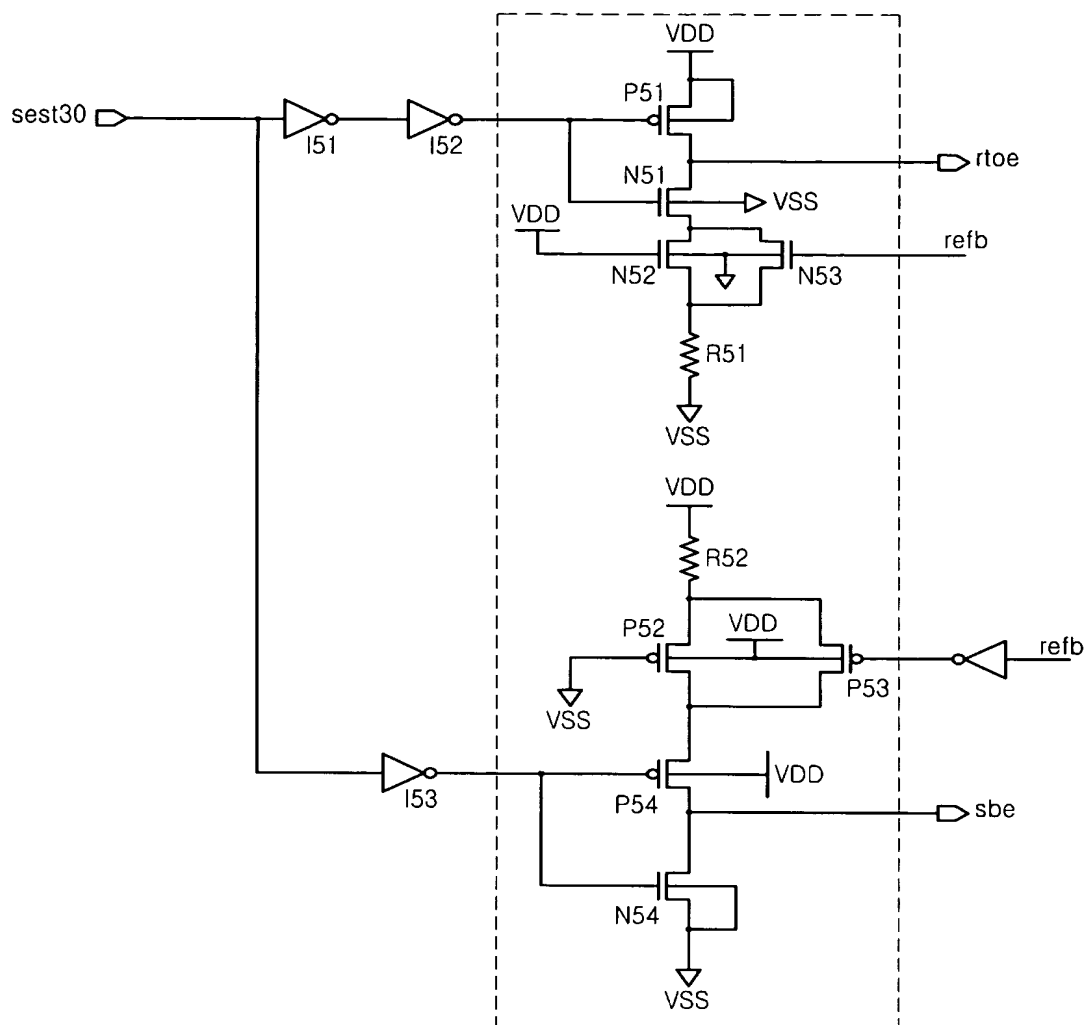 VDD
P51
sest30
I51
I52
rtoe
N51
VSS
VDD
refb
N52
N53
R51
VSS
VDD
R52
P52
VDD
refb
P53
VSS
VDD
I53
P54
sbe
N54
VSS